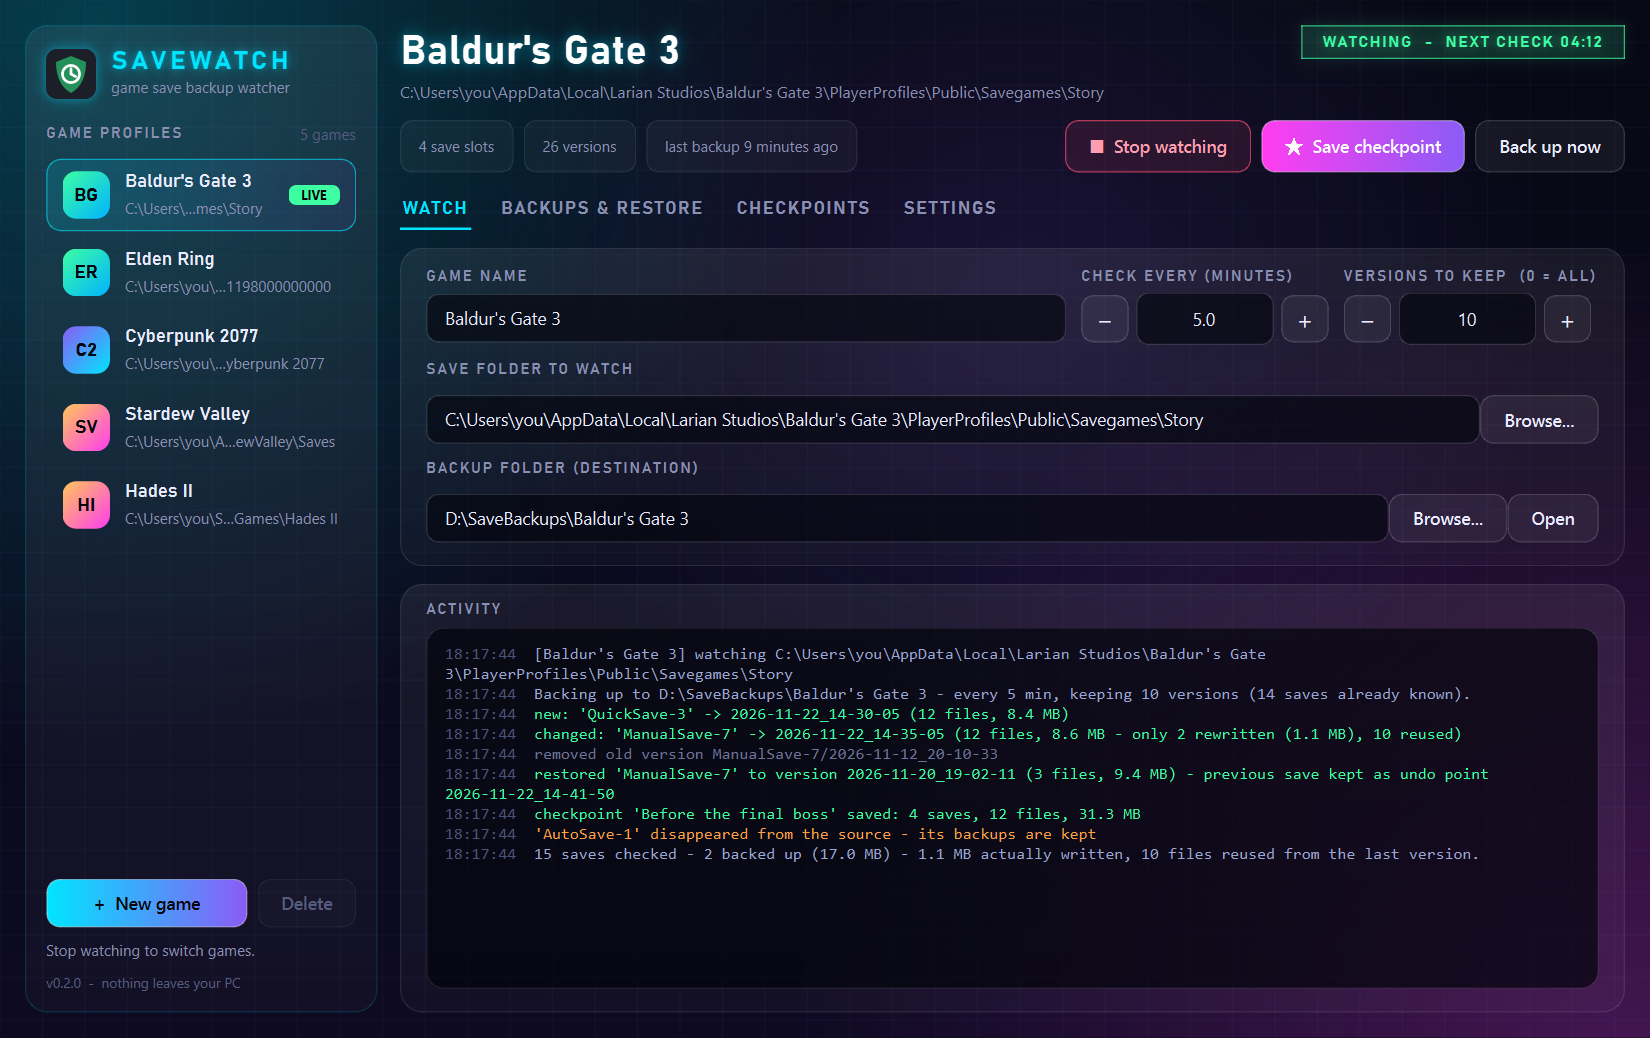 SAVEWATCH
game save backup watcher
GAME PROFILES
5 games
BG
Baldur's Gate 3
C:\Users\...mes\Story
LIVE
ER
Elden Ring
C:\Users\you\...1198000000000
C2
Cyberpunk 2077
C:\Users\you\...yberpunk 2077
SV
Stardew Valley
C:\Users\you\A...ewValley\Saves
HI
Hades II
C:\Users\you\S...Games\Hades II
+ New game
Delete
Stop watching to switch games.
v0.2.0 - nothing leaves your PC
Baldur's Gate 3
WATCHING - NEXT CHECK 04:12
C:\Users\you\AppData\Local\Larian Studios\Baldur's Gate 3\PlayerProfiles\Public\Savegames\Story
4 save slots
26 versions
last backup 9 minutes ago
■ Stop watching
★ Save checkpoint
Back up now
WATCH
BACKUPS & RESTORE
CHECKPOINTS
SETTINGS
GAME NAME
CHECK EVERY (MINUTES)
VERSIONS TO KEEP (0 = ALL)
Baldur's Gate 3
− 5.0 +
− 10 +
SAVE FOLDER TO WATCH
C:\Users\you\AppData\Local\Larian Studios\Baldur's Gate 3\PlayerProfiles\Public\Savegames\Story
Browse...
BACKUP FOLDER (DESTINATION)
D:\SaveBackups\Baldur's Gate 3
Browse...
Open
ACTIVITY
18:17:44 [Baldur's Gate 3] watching C:\Users\you\AppData\Local\Larian Studios\Baldur's Gate
3\PlayerProfiles\Public\Savegames\Story
18:17:44 Backing up to D:\SaveBackups\Baldur's Gate 3 - every 5 min, keeping 10 versions (14 saves already known).
18:17:44 new: 'QuickSave-3' -> 2026-11-22_14-30-05 (12 files, 8.4 MB)
18:17:44 changed: 'ManualSave-7' -> 2026-11-22_14-35-05 (12 files, 8.6 MB - only 2 rewritten (1.1 MB), 10 reused)
18:17:44 removed old version ManualSave-7/2026-11-12_20-10-33
18:17:44 restored 'ManualSave-7' to version 2026-11-20_19-02-11 (3 files, 9.4 MB) - previous save kept as undo point
2026-11-22_14-41-50
18:17:44 checkpoint 'Before the final boss' saved: 4 saves, 12 files, 31.3 MB
18:17:44 'AutoSave-1' disappeared from the source - its backups are kept
18:17:44 15 saves checked - 2 backed up (17.0 MB) - 1.1 MB actually written, 10 files reused from the last version.